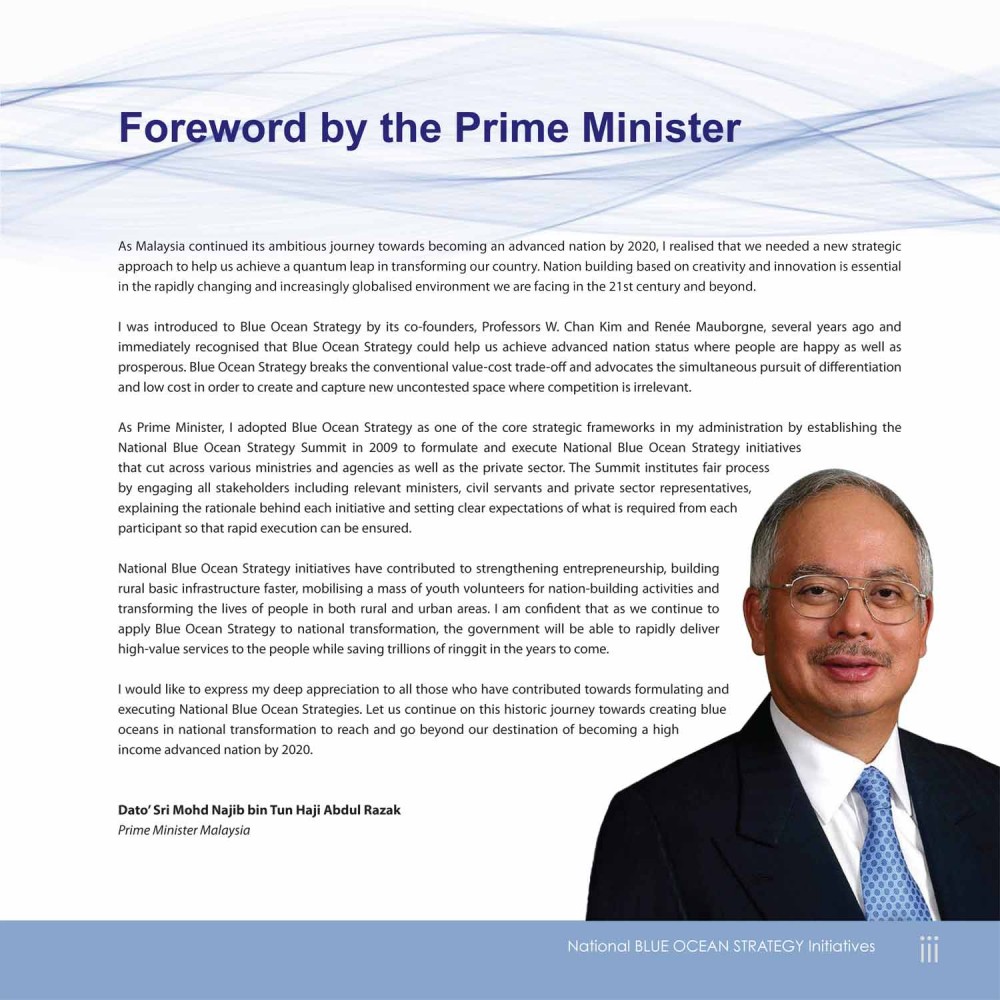 Foreword by the Prime Minister
As Malaysia continued its ambitious journey towards becoming an advanced nation by 2020, I realised that we needed a new strategic
approach to help us achieve a quantum leap in transforming our country. Nation building based on creativity and innovation is essential
in the rapidly changing and increasingly globalised environment we are facing in the 21st century and beyond.
I was introduced to Blue Ocean Strategy by its co-founders, Professors W. Chan Kim and Renée Mauborgne, several years ago and
immediately recognised that Blue Ocean Strategy could help us achieve advanced nation status where people are happy as well as
prosperous. Blue Ocean Strategy breaks the conventional value-cost trade-off and advocates the simultaneous pursuit of differentiation
and low cost in order to create and capture new uncontested space where competition is irrelevant.
As Prime Minister, I adopted Blue Ocean Strategy as one of the core strategic frameworks in my administration by establishing the
National Blue Ocean Strategy Summit in 2009 to formulate and execute National Blue Ocean Strategy initiatives
that cut across various ministries and agencies as well as the private sector. The Summit institutes fair process
by engaging all stakeholders including relevant ministers, civil servants and private sector representatives,
explaining the rationale behind each initiative and setting clear expectations of what is required from each
participant so that rapid execution can be ensured.
National Blue Ocean Strategy initiatives have contributed to strengthening entrepreneurship, building
rural basic infrastructure faster, mobilising a mass of youth volunteers for nation-building activities and
transforming the lives of people in both rural and urban areas. I am confident that as we continue to
apply Blue Ocean Strategy to national transformation, the government will be able to rapidly deliver
high-value services to the people while saving trillions of ringgit in the years to come.
I would like to express my deep appreciation to all those who have contributed towards formulating and
executing National Blue Ocean Strategies. Let us continue on this historic journey towards creating blue
oceans in national transformation to reach and go beyond our destination of becoming a high
income advanced nation by 2020.
Dato' Sri Mohd Najib bin Tun Haji Abdul Razak
Prime Minister Malaysia
National BLUE OCEAN STRATEGY Initiatives iii